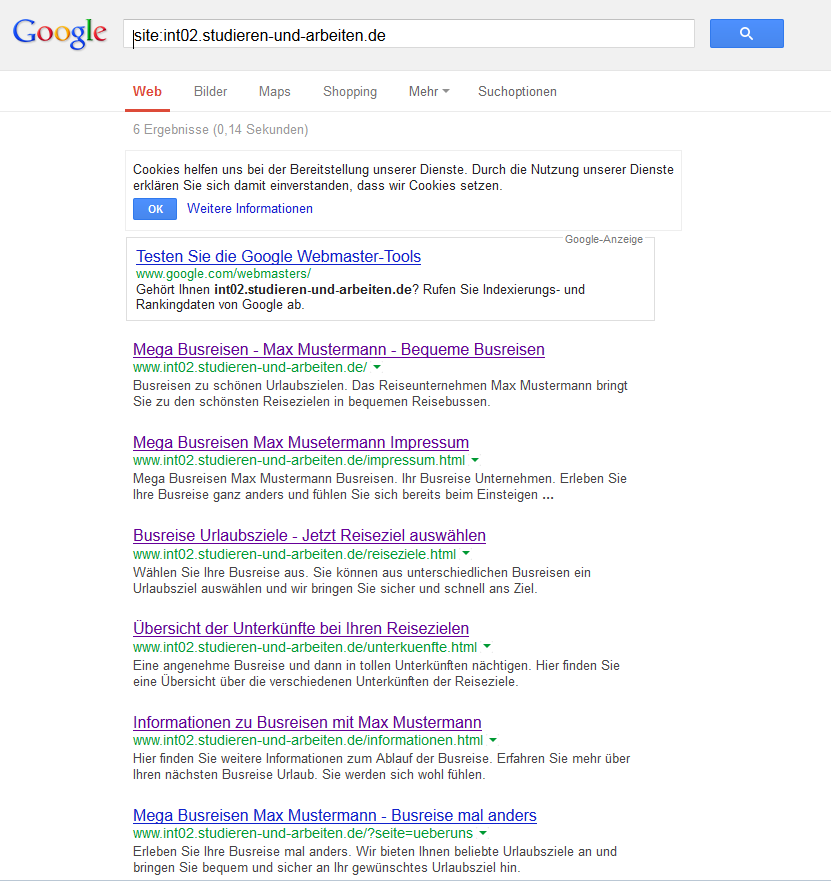 Google
site:int02.studieren-und-arbeiten.de
Web Bilder Maps Shopping Mehr Suchoptionen
6 Ergebnisse (0,14 Sekunden)
Cookies helfen uns bei der Bereitstellung unserer Dienste. Durch die Nutzung unserer Dienste
erklären Sie sich damit einverstanden, dass wir Cookies setzen.
OK Weitere Informationen
Google-Anzeige
Testen Sie die Google Webmaster-Tools
www.google.com/webmasters/
Gehört Ihnen int02.studieren-und-arbeiten.de? Rufen Sie Indexierungs- und
Rankingdaten von Google ab.
Mega Busreisen - Max Mustermann - Bequeme Busreisen
www.int02.studieren-und-arbeiten.de/
Busreisen zu schönen Urlaubszielen. Das Reiseunternehmen Max Mustermann bringt
Sie zu den schönsten Reisezielen in bequemen Reisebussen.
Mega Busreisen Max Musetermann Impressum
www.int02.studieren-und-arbeiten.de/impressum.html
Mega Busreisen Max Mustermann Busreisen. Ihr Busreise Unternehmen. Erleben Sie
Ihre Busreise ganz anders und fühlen Sie sich bereits beim Einsteigen ...
Busreise Urlaubsziele - Jetzt Reiseziel auswählen
www.int02.studieren-und-arbeiten.de/reiseziele.html
Wählen Sie Ihre Busreise aus. Sie können aus unterschiedlichen Busreisen ein
Urlaubsziel auswählen und wir bringen Sie sicher und schnell ans Ziel.
Übersicht der Unterkünfte bei Ihren Reisezielen
www.int02.studieren-und-arbeiten.de/unterkuenfte.html
Eine angenehme Busreise und dann in tollen Unterkünften nächtigen. Hier finden Sie
eine Übersicht über die verschiedenen Unterkünften der Reiseziele.
Informationen zu Busreisen mit Max Mustermann
www.int02.studieren-und-arbeiten.de/informationen.html
Hier finden Sie weitere Informationen zum Ablauf der Busreise. Erfahren Sie mehr über
Ihren nächsten Busreise Urlaub. Sie werden sich wohl fühlen.
Mega Busreisen Max Mustermann - Busreise mal anders
www.int02.studieren-und-arbeiten.de/?seite=ueberuns
Erleben Sie Ihre Busreise mal anders. Wir bieten Ihnen beliebte Urlaubsziele an und
bringen Sie bequem und sicher an Ihr gewünschtes Urlaubsziel hin.